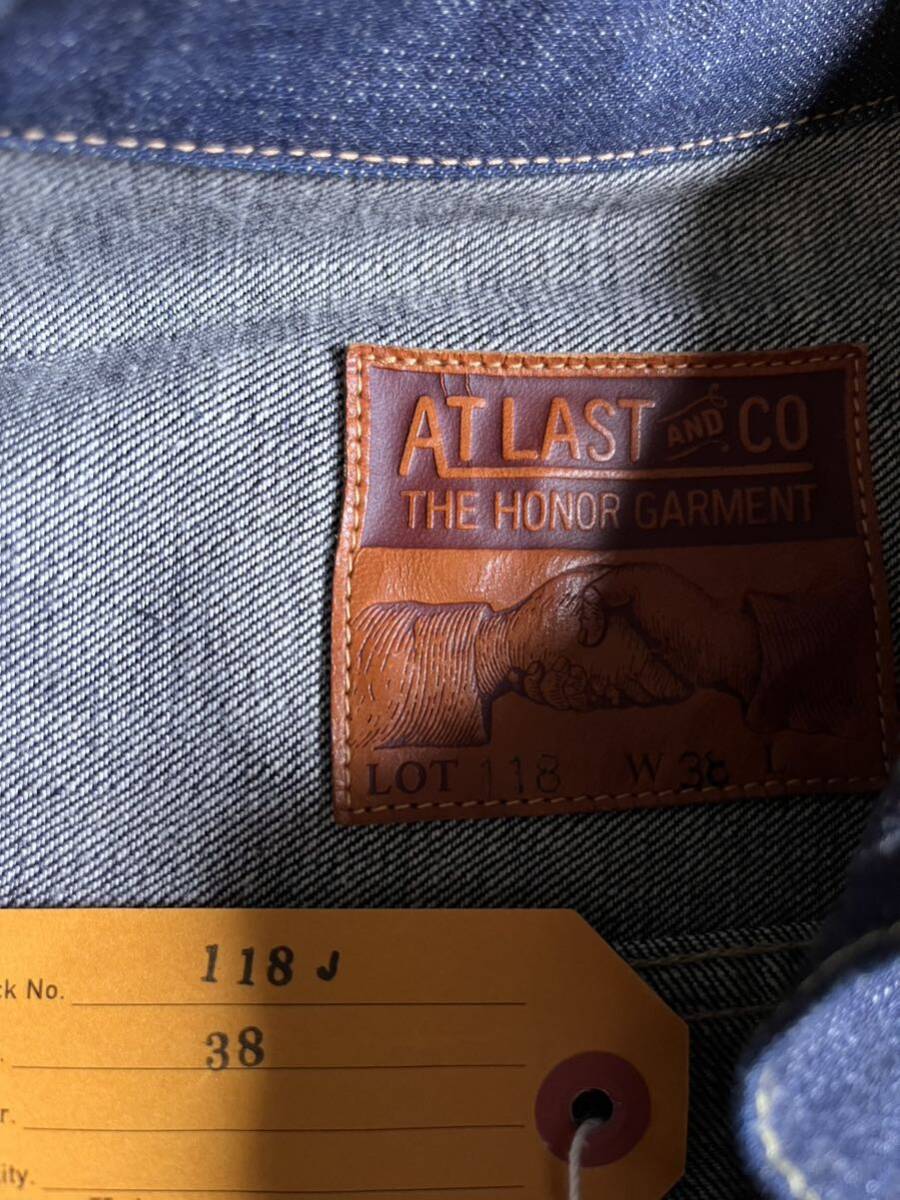 AT LAST AND CO
THE HONOR GARMENT
LOT 118 W 38 L
ck No. 118 J
38
r.
ity.